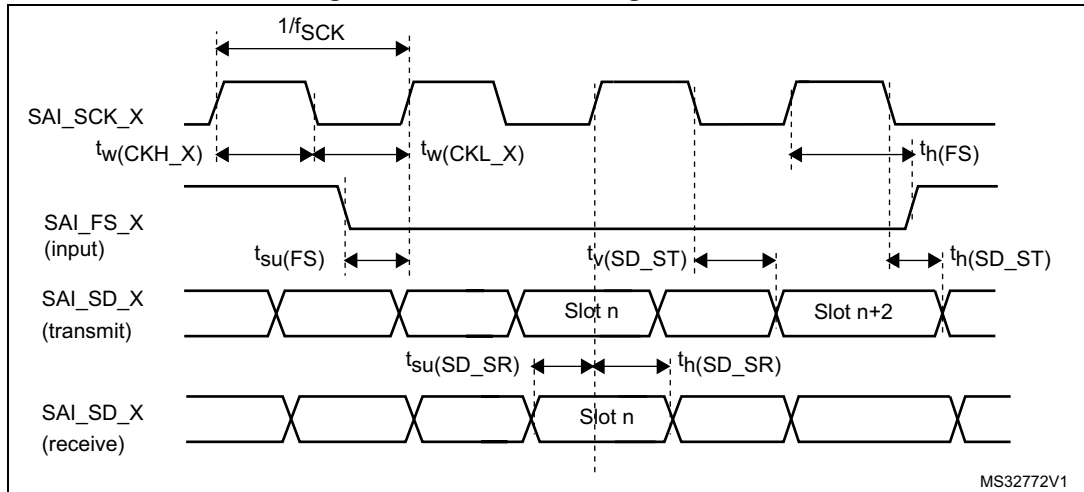 1/fSCK
SAI_SCK_X
tw(CKH_X) tw(CKL_X) th(FS)
SAI_FS_X
(input)
tsu(FS) tv(SD_ST) th(SD_ST)
SAI_SD_X
(transmit)
Slot n Slot n+2
tsu(SD_SR) th(SD_SR)
SAI_SD_X
(receive)
Slot n
MS32772V1